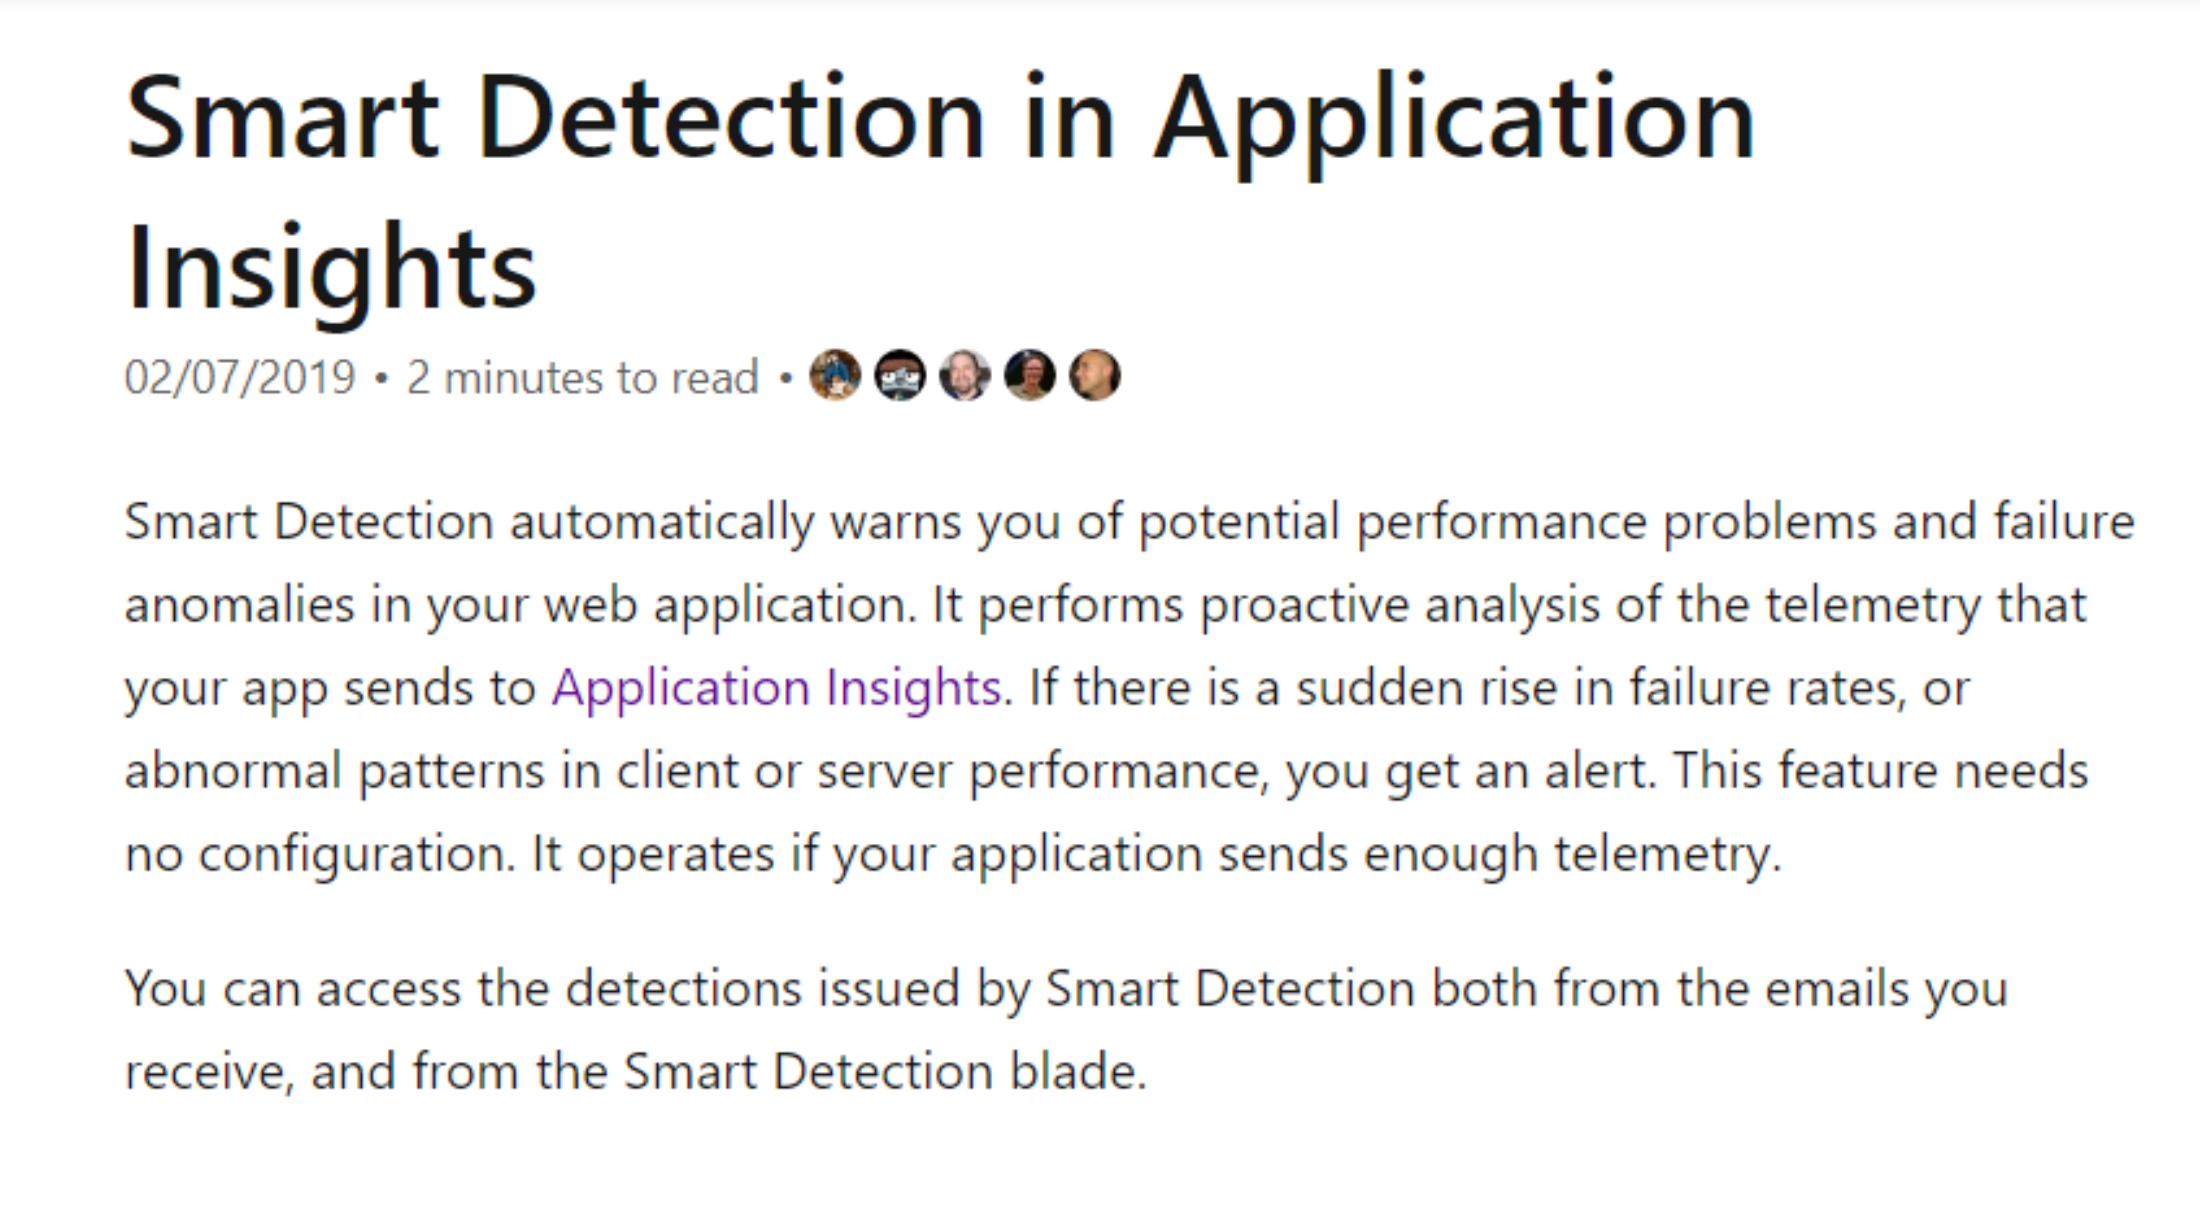 Smart Detection in Application
Insights
02/07/2019 • 2 minutes to read •
Smart Detection automatically warns you of potential performance problems and failure
anomalies in your web application. It performs proactive analysis of the telemetry that
your app sends to Application Insights. If there is a sudden rise in failure rates, or
abnormal patterns in client or server performance, you get an alert. This feature needs
no configuration. It operates if your application sends enough telemetry.
You can access the detections issued by Smart Detection both from the emails you
receive, and from the Smart Detection blade.